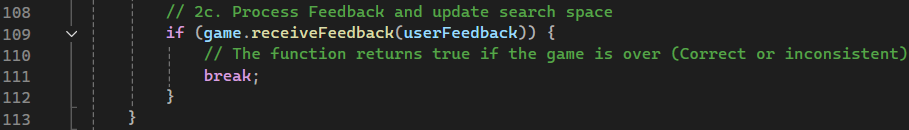 108 // 2c. Process Feedback and update search space
109 if (game.receiveFeedback(userFeedback)) {
110 // The function returns true if the game is over (Correct or inconsistent)
111 break;
112 }
113 }